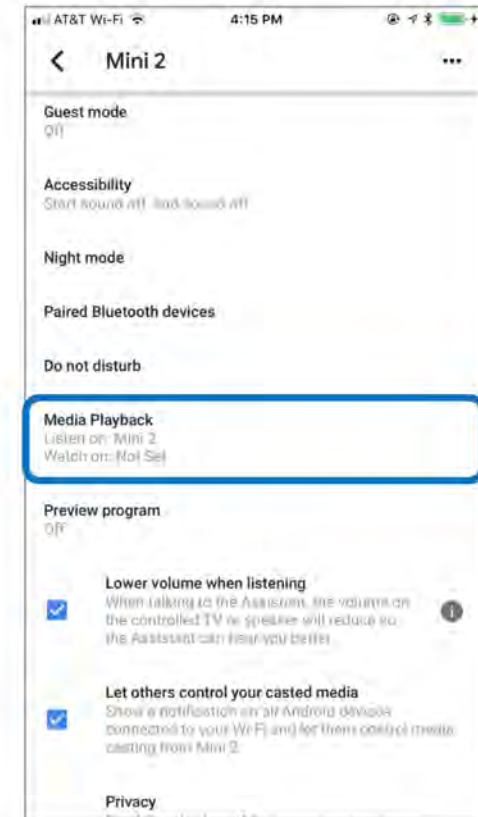 AT&T Wi-Fi 4:15 PM
Mini 2
Guest mode
Off
Accessibility
Start sound off, End sound off
Night mode
Paired Bluetooth devices
Do not disturb
Media Playback
Listen on: Mini 2
Watch on: Not Set
Preview program
Off
Lower volume when listening
When talking to the Assistant, the volume on
the controlled TV or speaker will reduce so
the Assistant can hear you better
Let others control your casted media
Show a notification on all Android devices
connected to your Wi-Fi and let them control media
casting from Mini 2
Privacy